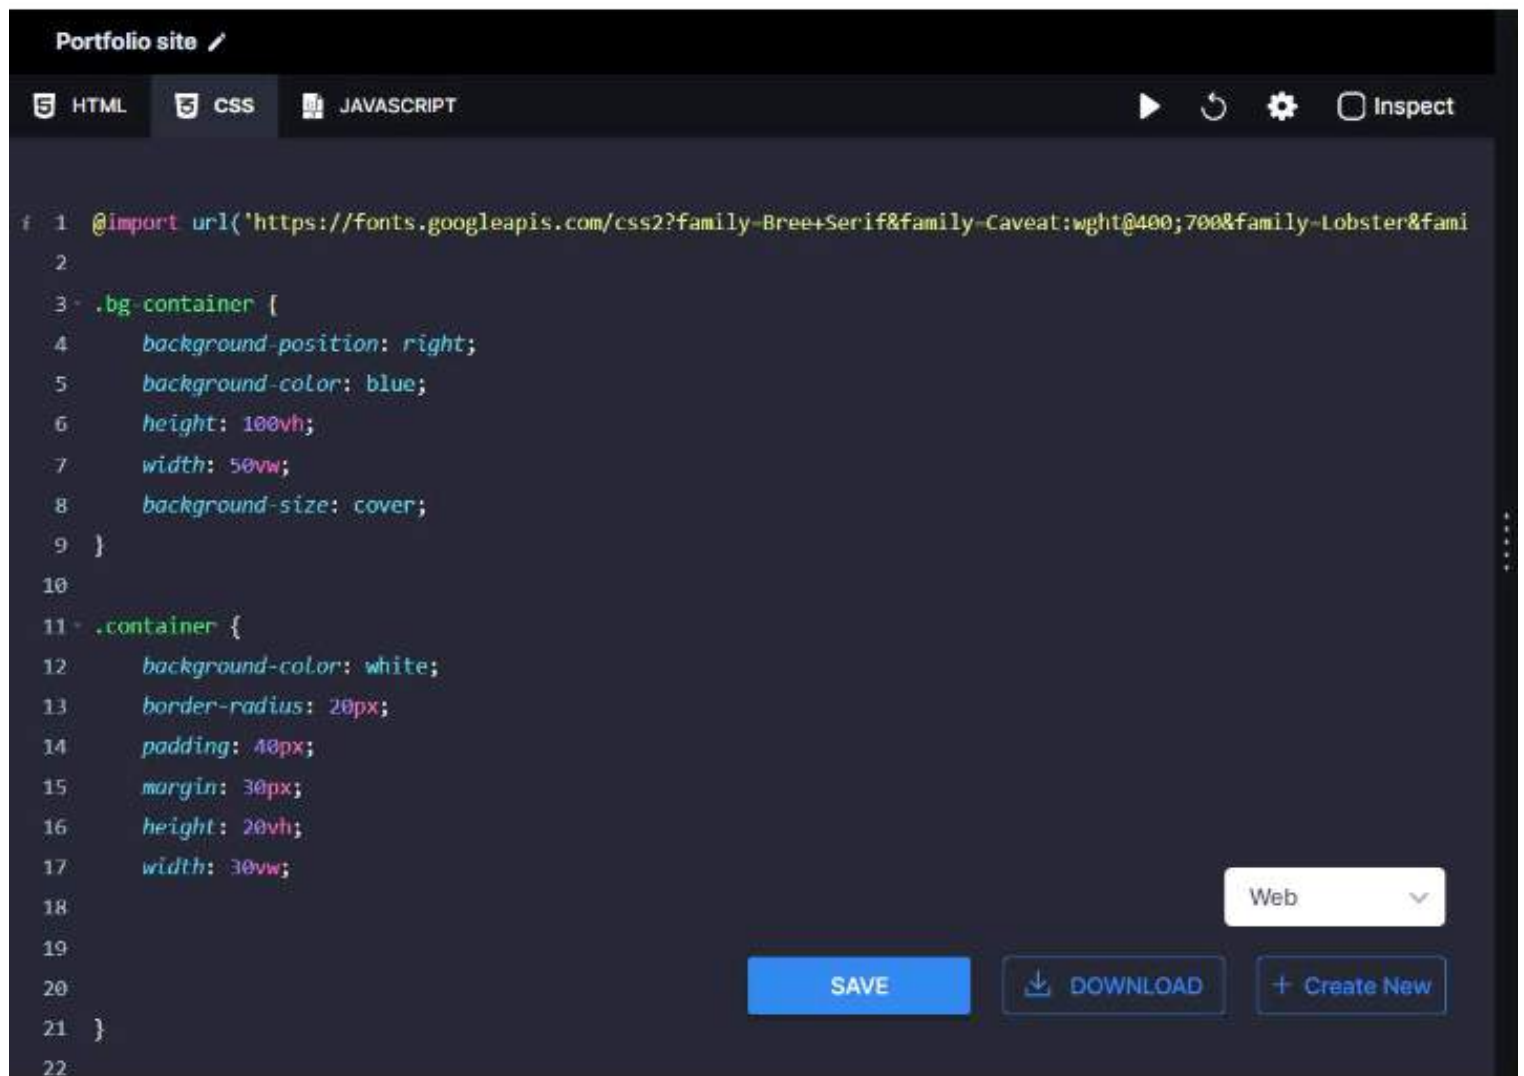 Portfolio site
HTML CSS JAVASCRIPT Inspect
i 1 @import url('https://fonts.googleapis.com/css2?family=Bree+Serif&family=Caveat:wght@400;700&family=Lobster&fami
2
3 .bg-container {
4 background-position: right;
5 background-color: blue;
6 height: 100vh;
7 width: 50vw;
8 background-size: cover;
9 }
10
11 .container {
12 background-color: white;
13 border-radius: 20px;
14 padding: 40px;
15 margin: 30px;
16 height: 20vh;
17 width: 30vw;
18
19
20
21 }
22
Web
SAVE DOWNLOAD + Create New